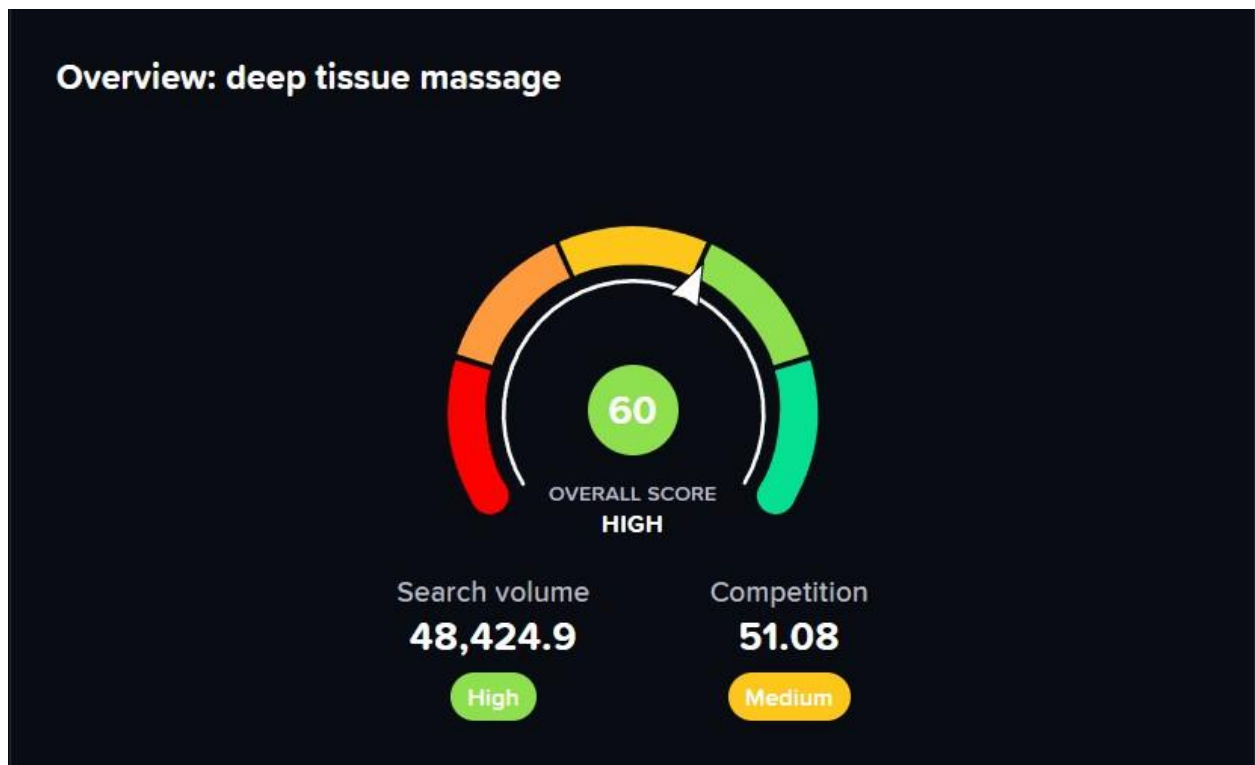 Overview: deep tissue massage
60
OVERALL SCORE
HIGH
Search volume
48,424.9
High
Competition
51.08
Medium